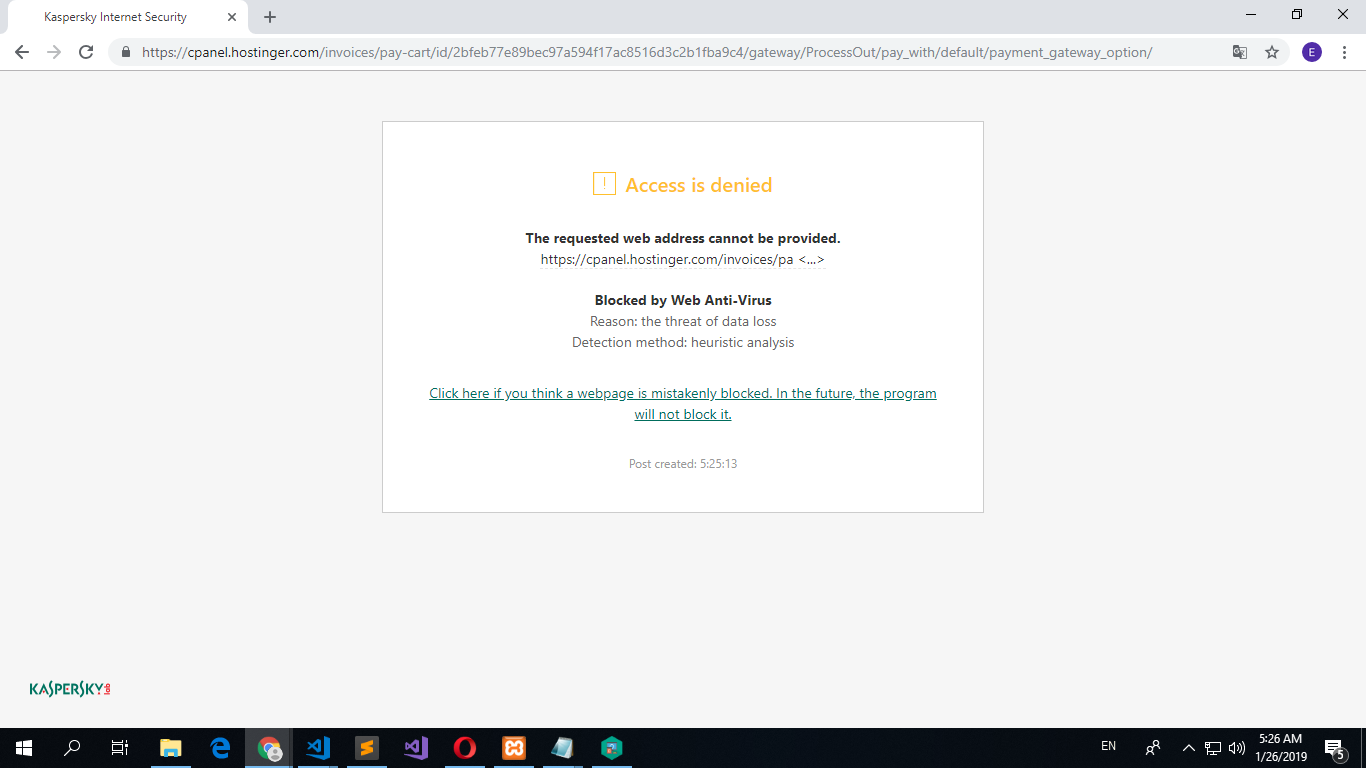 Kaspersky Internet Security
https://cpanel.hostinger.com/invoices/pay-cart/id/2bfeb77e89bec97a594f17ac8516d3c2b1fba9c4/gateway/ProcessOut/pay_with/default/payment_gateway_option/
E
! Access is denied
The requested web address cannot be provided.
https://cpanel.hostinger.com/invoices/pa <...>
Blocked by Web Anti-Virus
Reason: the threat of data loss
Detection method: heuristic analysis
Click here if you think a webpage is mistakenly blocked. In the future, the program
will not block it.
Post created: 5:25:13
KASPERSKY lab
EN
5:26 AM
1/26/2019
5